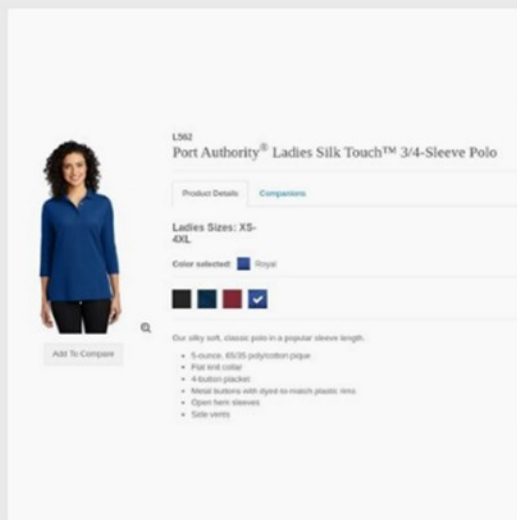 L562
Port Authority® Ladies Silk Touch™ 3/4-Sleeve Polo
Product Details Companions
Ladies Sizes: XS-
4XL
Color selected: Royal
Add To Compare
Our silky soft, classic polo in a popular sleeve length.
5-ounce, 65/35 poly/cotton pique
Flat knit collar
4-button placket
Metal buttons with dyed-to-match plastic rims
Open hem sleeves
Side vents